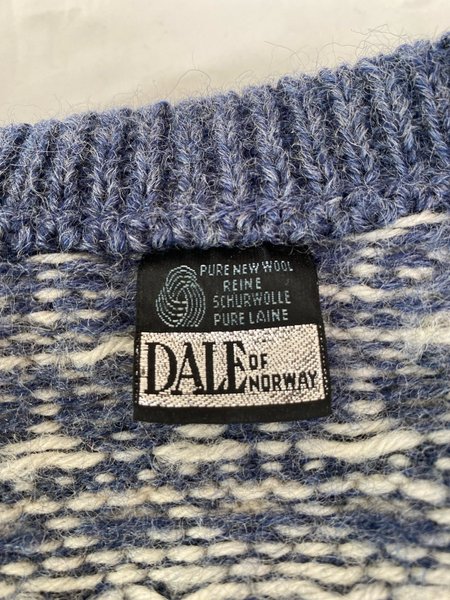 PURE NEW WOOL
REINE
SCHURWOLLE
PURE LAINE
DALE OF
NORWAY